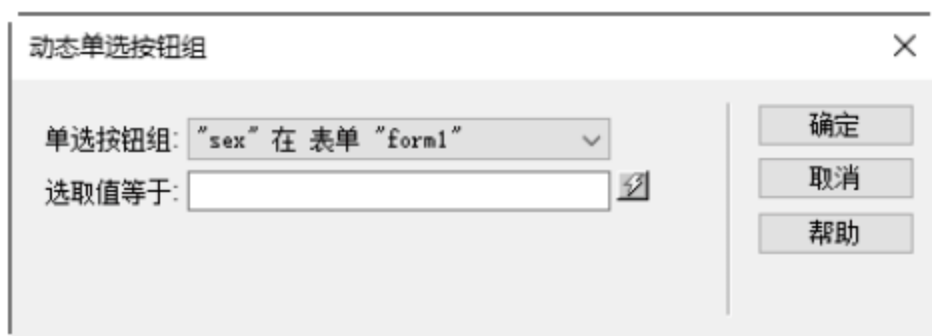 动态单选按钮组
单选按钮组: "sex" 在 表单 "form1"
选取值等于:
确定
取消
帮助